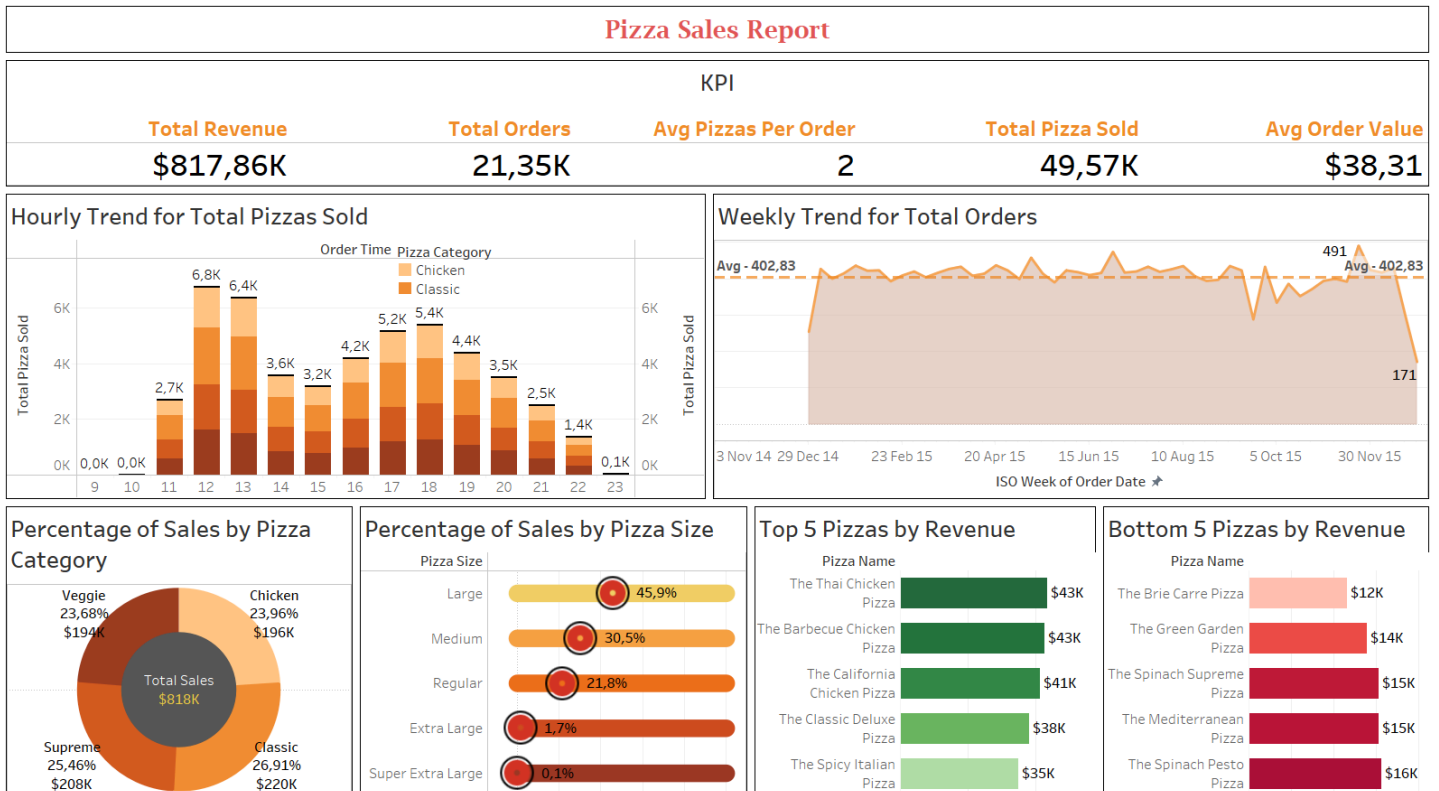 Pizza Sales Report
KPI
Total Revenue
Total Orders
Avg Pizzas Per Order
Total Pizza Sold
Avg Order Value
$817,86K
21,35K
2
49,57K
$38,31
Hourly Trend for Total Pizzas Sold
Order Time
Pizza Category
Chicken
Classic
Total Pizza Sold
6K
4K
2K
0K
0,0K
0,0K
2,7K
6,8K
6,4K
3,6K
3,2K
4,2K
5,2K
5,4K
4,4K
3,5K
2,5K
1,4K
0,1K
6K
4K
2K
0K
Total Pizza Sold
9 10 11 12 13 14 15 16 17 18 19 20 21 22 23
Weekly Trend for Total Orders
Avg - 402,83
491
Avg - 402,83
171
3 Nov 14 29 Dec 14 23 Feb 15 20 Apr 15 15 Jun 15 10 Aug 15 5 Oct 15 30 Nov 15
ISO Week of Order Date
Percentage of Sales by Pizza
Category
Veggie
23,68%
$194K
Chicken
23,96%
$196K
Total Sales
$818K
Supreme
25,46%
$208K
Classic
26,91%
$220K
Percentage of Sales by Pizza Size
Pizza Size
Large
45,9%
Medium
30,5%
Regular
21,8%
Extra Large
1,7%
Super Extra Large
0,1%
Top 5 Pizzas by Revenue
Pizza Name
The Thai Chicken
Pizza
$43K
The Barbecue Chicken
Pizza
$43K
The California
Chicken Pizza
$41K
The Classic Deluxe
Pizza
$38K
The Spicy Italian
Pizza
$35K
Bottom 5 Pizzas by Revenue
Pizza Name
The Brie Carre Pizza
$12K
The Green Garden
Pizza
$14K
The Spinach Supreme
Pizza
$15K
The Mediterranean
Pizza
$15K
The Spinach Pesto
Pizza
$16K